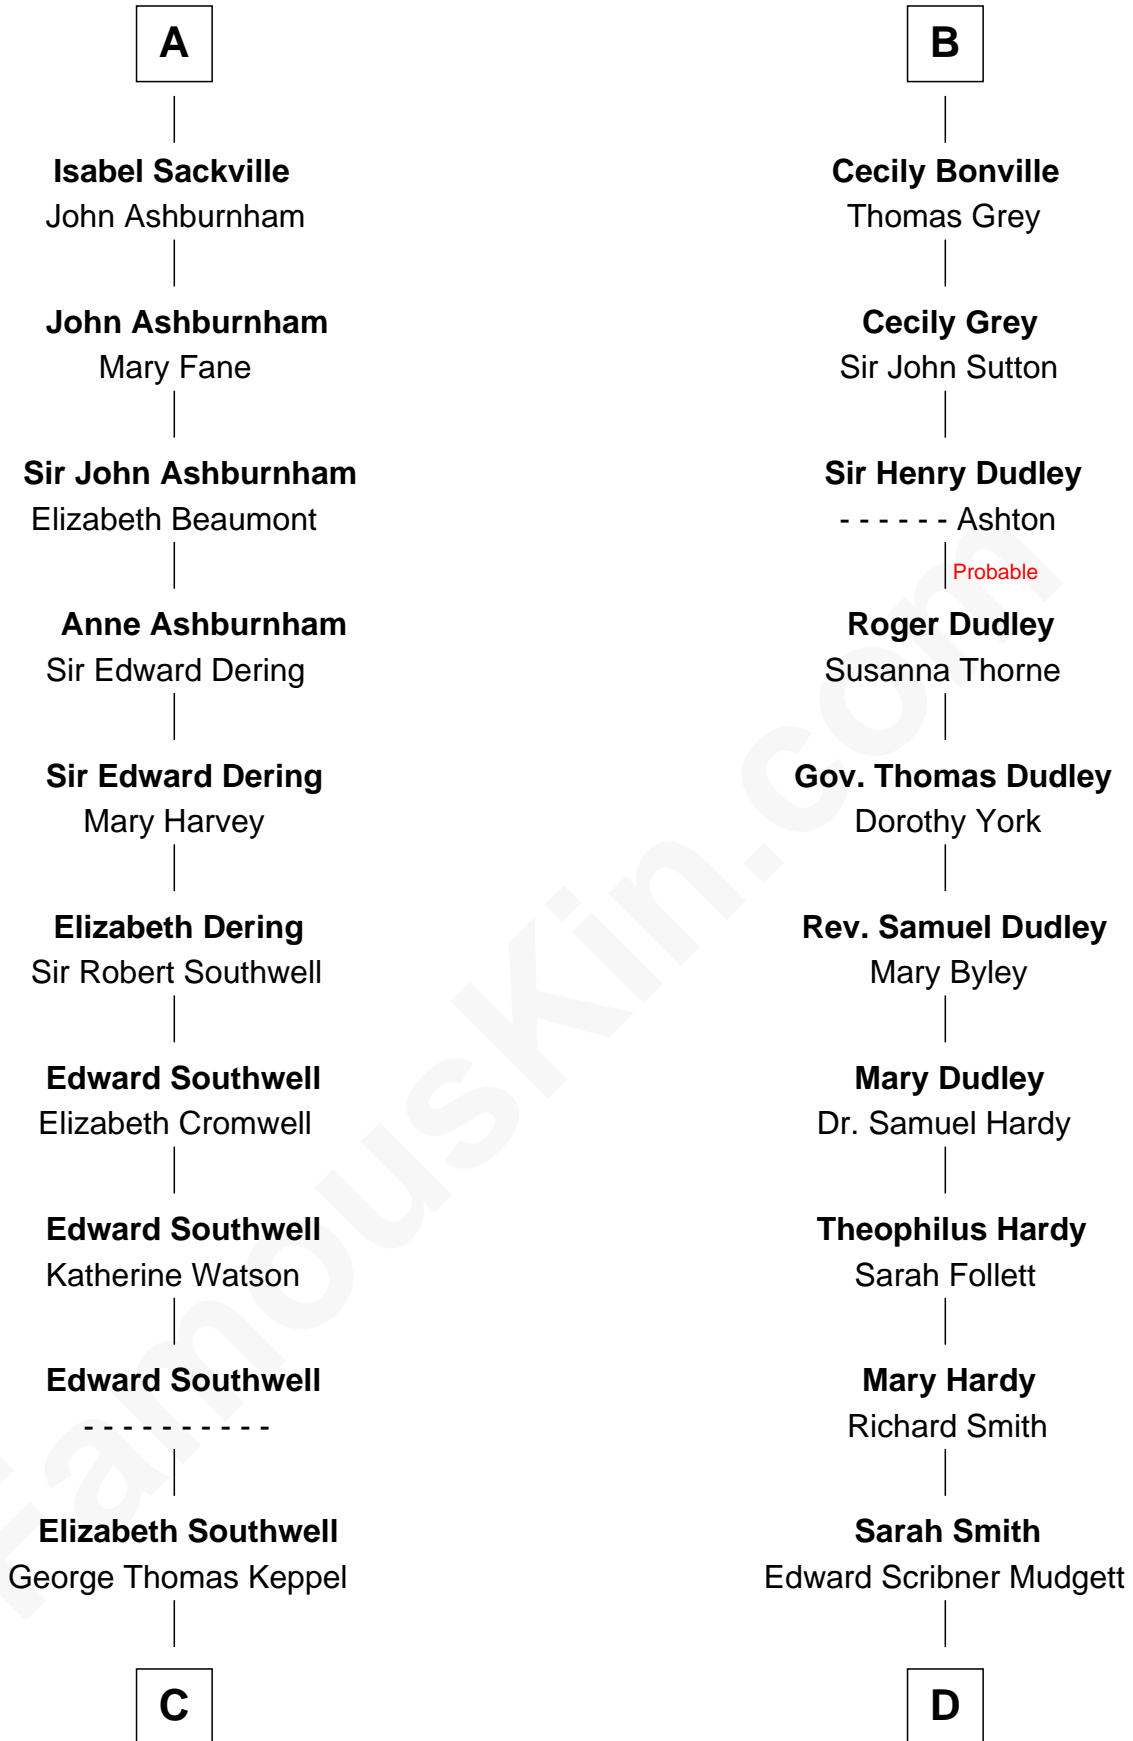 A
Isabel Sackville
John Ashburnham
John Ashburnham
Mary Fane
Sir John Ashburnham
Elizabeth Beaumont
Anne Ashburnham
Sir Edward Dering
Sir Edward Dering
Mary Harvey
Elizabeth Dering
Sir Robert Southwell
Edward Southwell
Elizabeth Cromwell
Edward Southwell
Katherine Watson
Edward Southwell
- - - - - - - - - -
Elizabeth Southwell
George Thomas Keppel
C
B
Cecily Bonville
Thomas Grey
Cecily Grey
Sir John Sutton
Sir Henry Dudley
- - - - - - Ashton
Probable
Roger Dudley
Susanna Thorne
Gov. Thomas Dudley
Dorothy York
Rev. Samuel Dudley
Mary Byley
Mary Dudley
Dr. Samuel Hardy
Theophilus Hardy
Sarah Follett
Mary Hardy
Richard Smith
Sarah Smith
Edward Scribner Mudgett
D
FamousKin.com